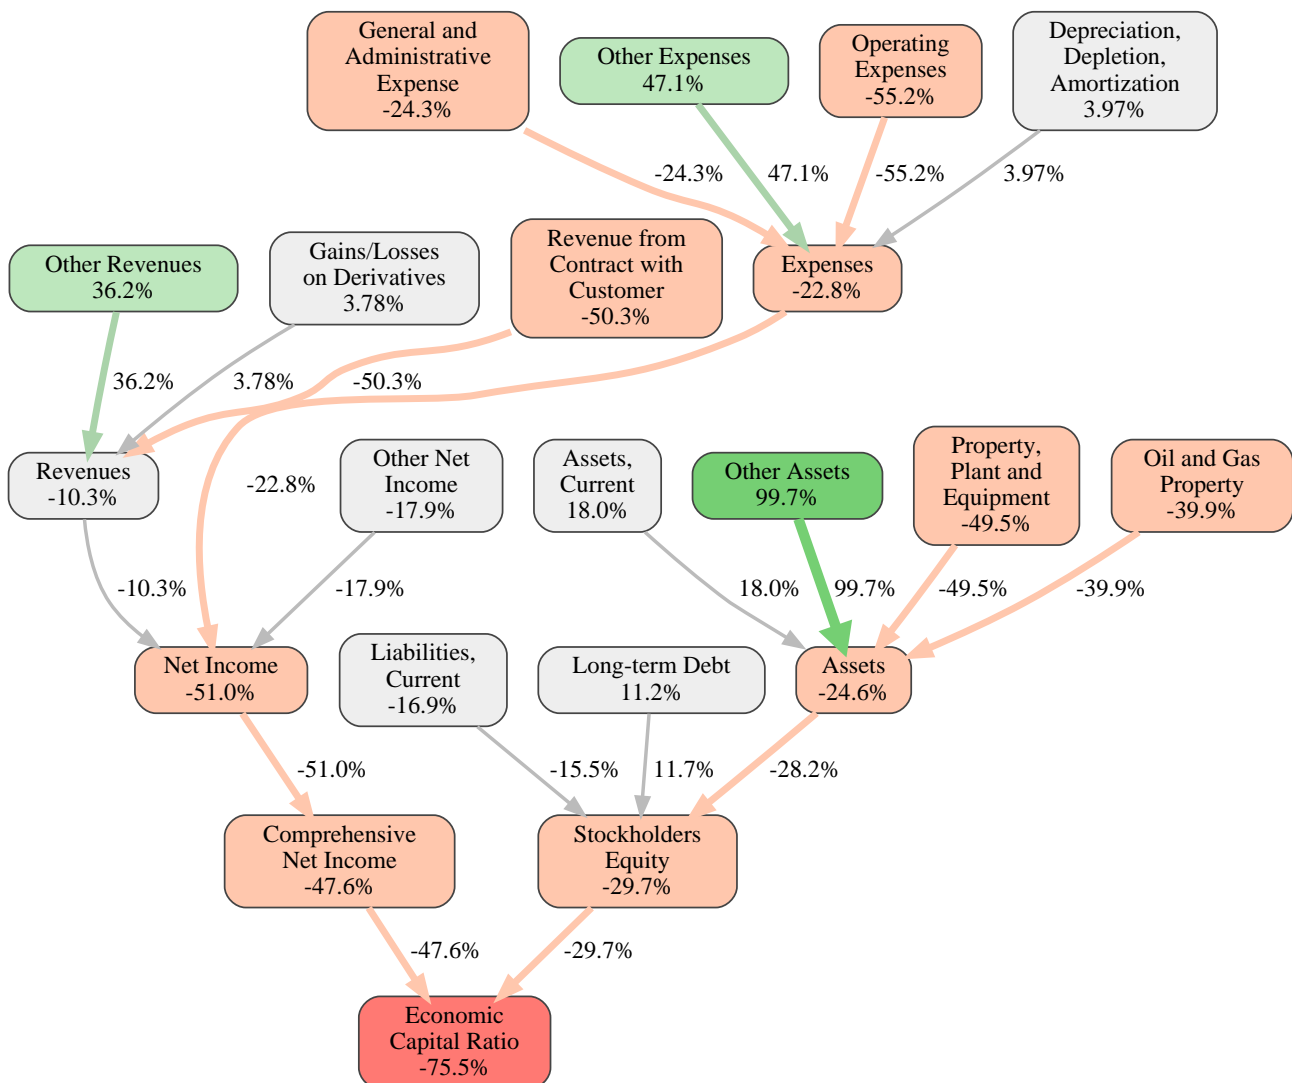 General and
Administrative
Expense
-24.3%
Other Expenses
47.1%
Operating
Expenses
-55.2%
Depreciation,
Depletion,
Amortization
3.97%
-24.3%
47.1%
-55.2%
3.97%
Other Revenues
36.2%
Gains/Losses
on Derivatives
3.78%
Revenue from
Contract with
Customer
-50.3%
Expenses
-22.8%
36.2%
3.78%
-50.3%
Revenues
-10.3%
-22.8%
Other Net
Income
-17.9%
Assets,
Current
18.0%
Other Assets
99.7%
Property,
Plant and
Equipment
-49.5%
Oil and Gas
Property
-39.9%
-10.3%
-17.9%
18.0%
99.7%
-49.5%
-39.9%
Net Income
-51.0%
Liabilities,
Current
-16.9%
Long-term Debt
11.2%
Assets
-24.6%
-51.0%
-15.5%
11.7%
-28.2%
Comprehensive
Net Income
-47.6%
Stockholders
Equity
-29.7%
-47.6%
-29.7%
Economic
Capital Ratio
-75.5%